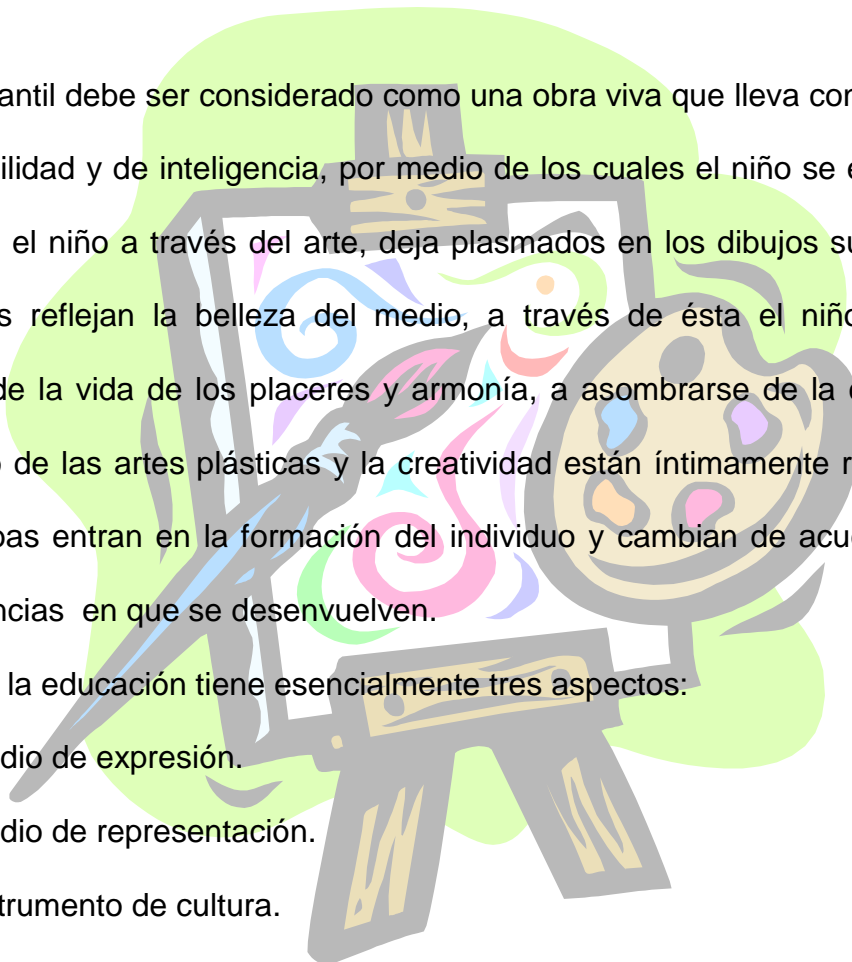 antil debe ser considerado como una obra viva que lleva con
ilidad y de inteligencia, por medio de los cuales el niño se e
el niño a través del arte, deja plasmados en los dibujos su
s reflejan la belleza del medio, a través de ésta el niño
de la vida de los placeres y armonía, a asombrarse de la
o de las artes plásticas y la creatividad están íntimamente r
bas entran en la formación del individuo y cambian de acue
ncias en que se desenvuelven.
la educación tiene esencialmente tres aspectos:
dio de expresión.
dio de representación.
trumento de cultura.